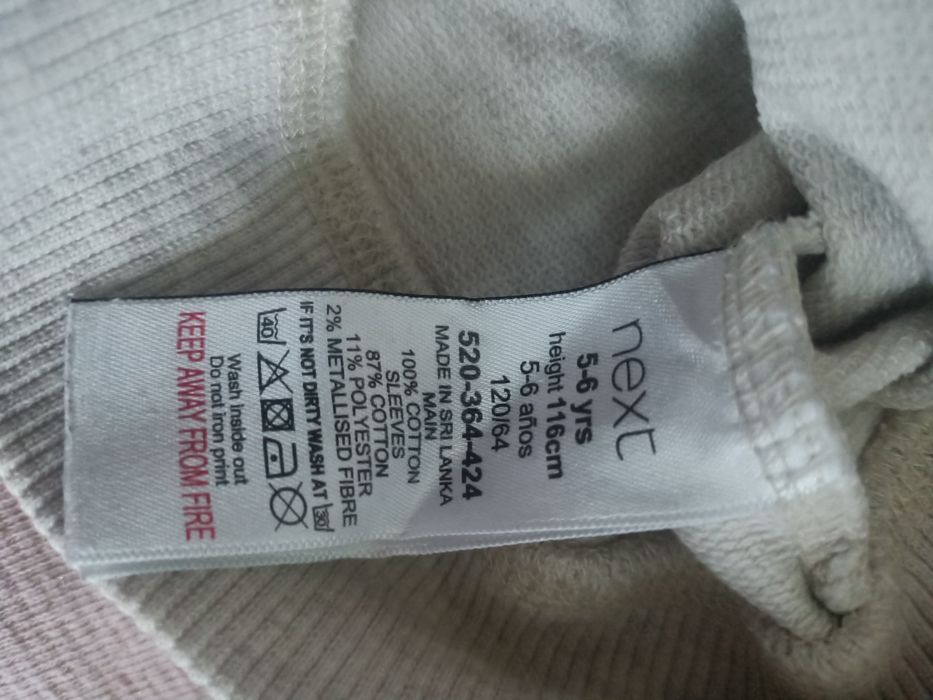 next
5-6 yrs
height 116cm
5-6 años
120/64
520-364-424
MADE IN SRI LANKA
MAIN
100% COTTON
SLEEVES
87% COTTON
11% POLYESTER
2% METALLISED FIBRE
IF IT'S NOT DIRTY WASH AT 30
40
Wash inside out
Do not iron print
KEEP AWAY FROM FIRE